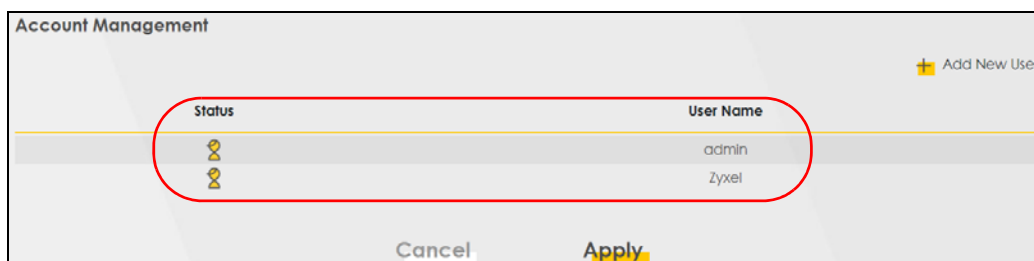 Account Management
Add New Use
Status User Name
admin
Zyxel
Cancel Apply